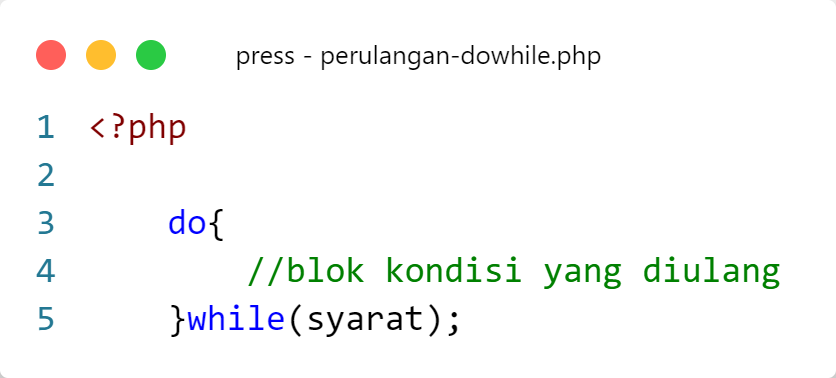 press - perulangan-dowhile.php
1 <?php
2
3 do{
4 //blok kondisi yang diulang
5 }while(syarat);